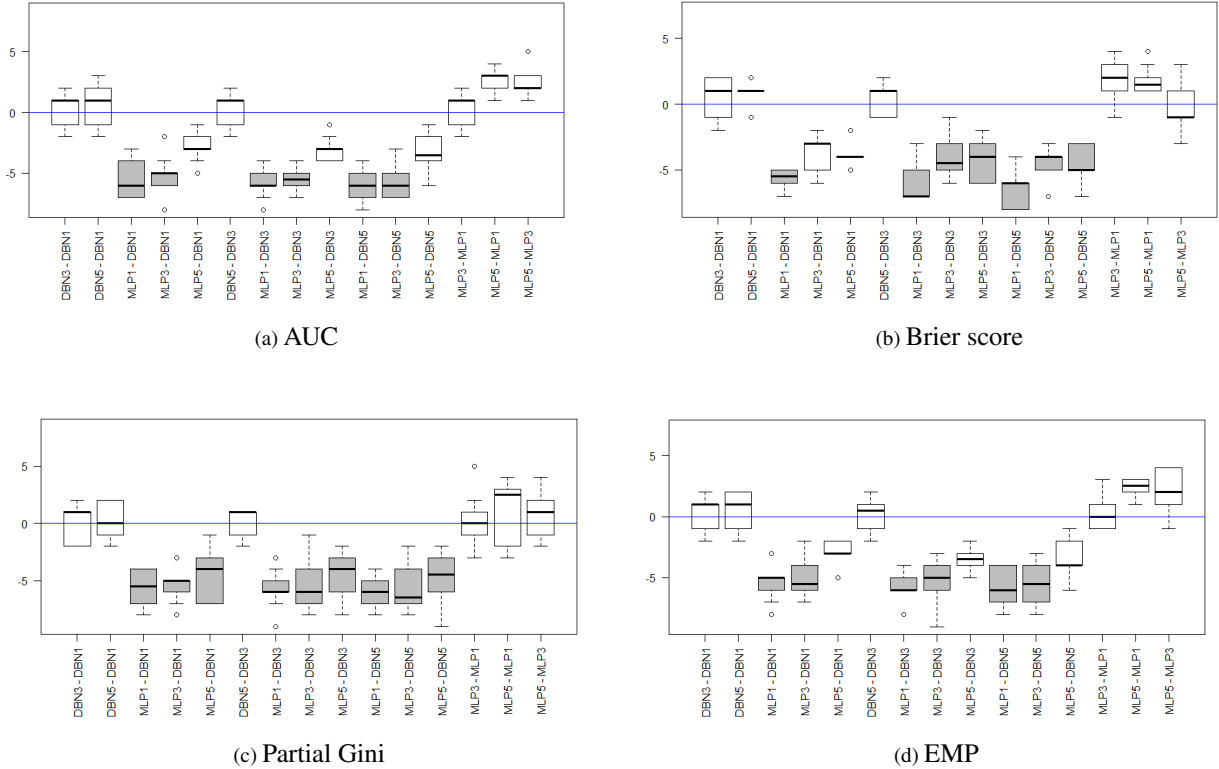 5
0
-5
DBN3 - DBN1
DBN5 - DBN1
MLP1 - DBN1
MLP3 - DBN1
MLP5 - DBN1
DBN5 - DBN3
MLP1 - DBN3
MLP3 - DBN3
MLP5 - DBN3
MLP1 - DBN5
MLP3 - DBN5
MLP5 - DBN5
MLP3 - MLP1
MLP5 - MLP1
MLP5 - MLP3
(a) AUC
5
0
-5
DBN3 - DBN1
DBN5 - DBN1
MLP1 - DBN1
MLP3 - DBN1
MLP5 - DBN1
DBN5 - DBN3
MLP1 - DBN3
MLP3 - DBN3
MLP5 - DBN3
MLP1 - DBN5
MLP3 - DBN5
MLP5 - DBN5
MLP3 - MLP1
MLP5 - MLP1
MLP5 - MLP3
(b) Brier score
5
0
-5
DBN3 - DBN1
DBN5 - DBN1
MLP1 - DBN1
MLP3 - DBN1
MLP5 - DBN1
DBN5 - DBN3
MLP1 - DBN3
MLP3 - DBN3
MLP5 - DBN3
MLP1 - DBN5
MLP3 - DBN5
MLP5 - DBN5
MLP3 - MLP1
MLP5 - MLP1
MLP5 - MLP3
(c) Partial Gini
5
0
-5
DBN3 - DBN1
DBN5 - DBN1
MLP1 - DBN1
MLP3 - DBN1
MLP5 - DBN1
DBN5 - DBN3
MLP1 - DBN3
MLP3 - DBN3
MLP5 - DBN3
MLP1 - DBN5
MLP3 - DBN5
MLP5 - DBN5
MLP3 - MLP1
MLP5 - MLP1
MLP5 - MLP3
(d) EMP